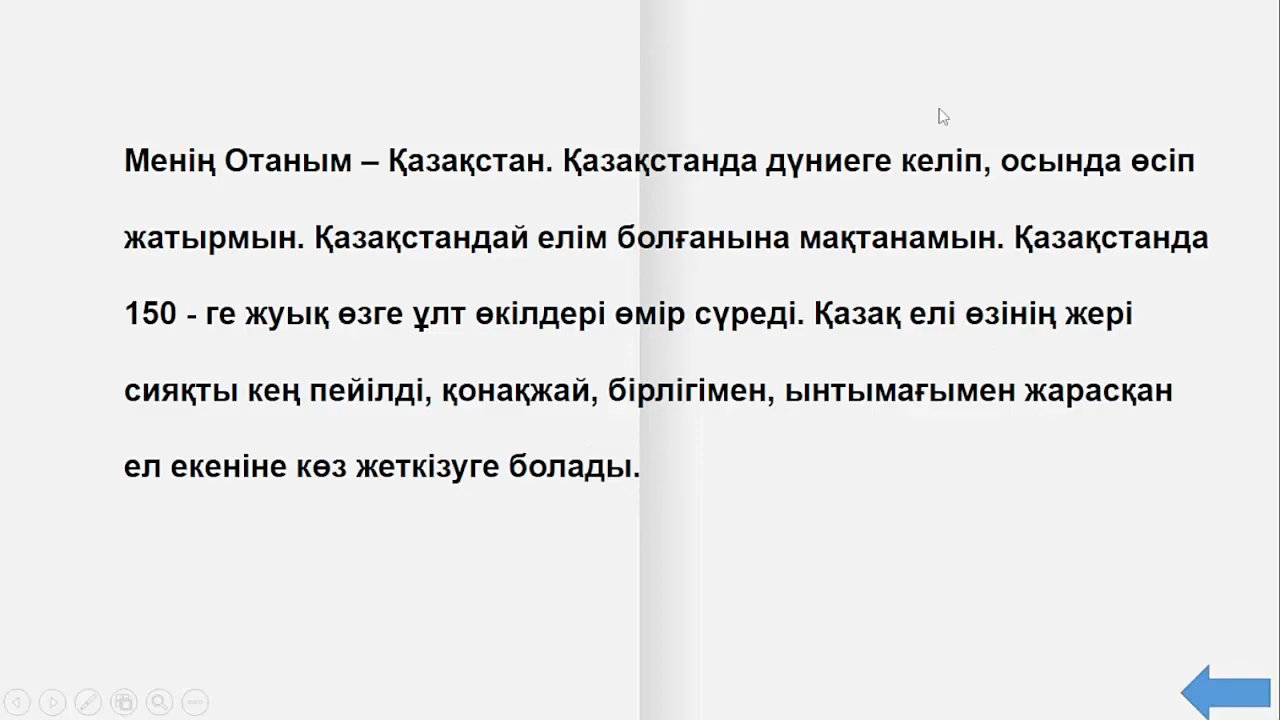 Менің Отаным – Қазақстан. Қазақстанда дүниеге келіп, осында өсіп
жатырмын. Қазақстандай елім болғанына мақтанамын. Қазақстанда
150 - ге жуық өзге ұлт өкілдері өмір сүреді. Қазақ елі өзінің жері
сияқты кең пейілді, қонақжай, бірлігімен, ынтымағымен жарасқан
ел екеніне көз жеткізуге болады.